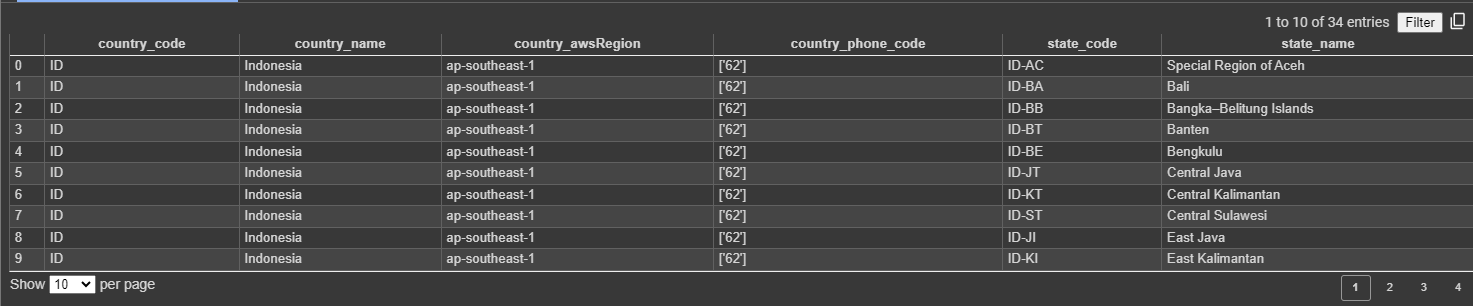 1 to 10 of 34 entries Filter
country_code country_name country_awsRegion country_phone_code state_code state_name
0 ID Indonesia ap-southeast-1 ['62'] ID-AC Special Region of Aceh
1 ID Indonesia ap-southeast-1 ['62'] ID-BA Bali
2 ID Indonesia ap-southeast-1 ['62'] ID-BB Bangka–Belitung Islands
3 ID Indonesia ap-southeast-1 ['62'] ID-BT Banten
4 ID Indonesia ap-southeast-1 ['62'] ID-BE Bengkulu
5 ID Indonesia ap-southeast-1 ['62'] ID-JT Central Java
6 ID Indonesia ap-southeast-1 ['62'] ID-KT Central Kalimantan
7 ID Indonesia ap-southeast-1 ['62'] ID-ST Central Sulawesi
8 ID Indonesia ap-southeast-1 ['62'] ID-JI East Java
9 ID Indonesia ap-southeast-1 ['62'] ID-KI East Kalimantan
Show 10 per page 1 2 3 4